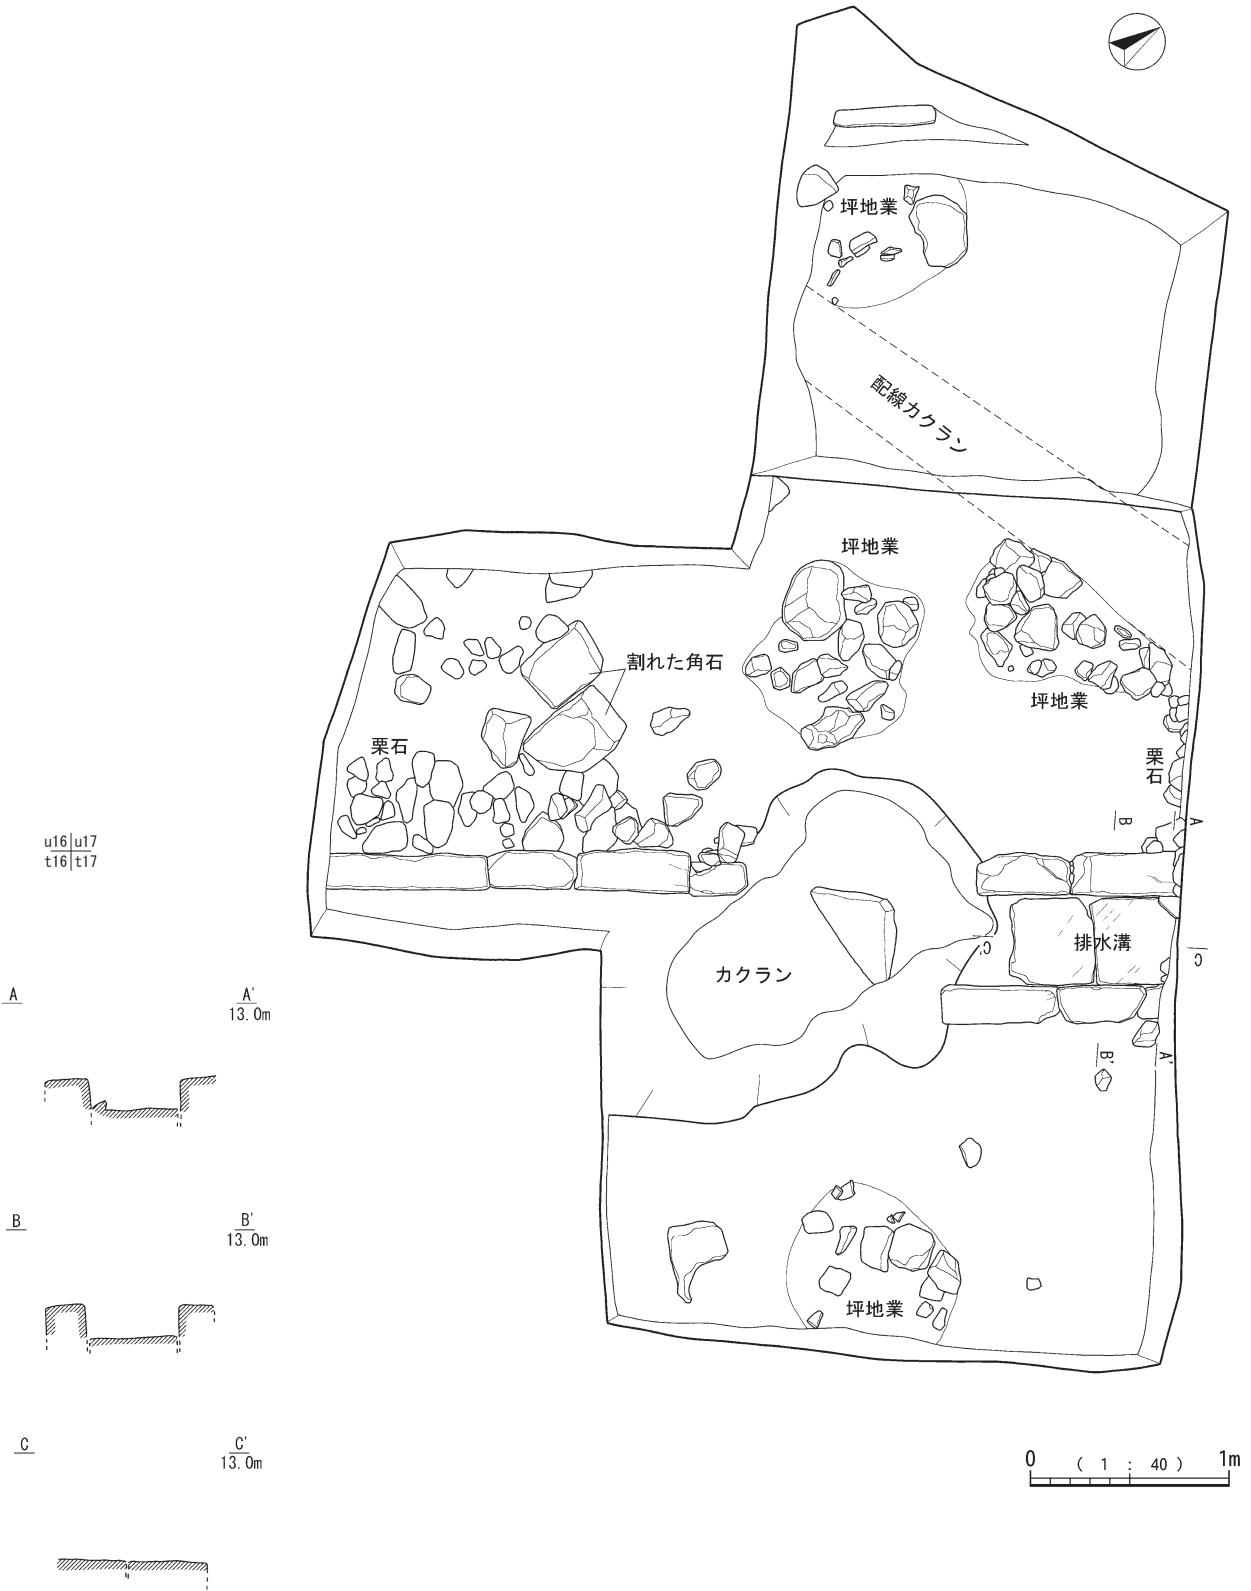 坪地業
配線カクラン
坪地業
割れた角石
坪地業
栗石
栗石
B
A
u16 u17
t16 t17
排水溝
C'
C
カクラン
A
A'
13.0m
B'
A'
B
B'
13.0m
坪地業
C
C'
13.0m
0
( 1 : 40 )
1m